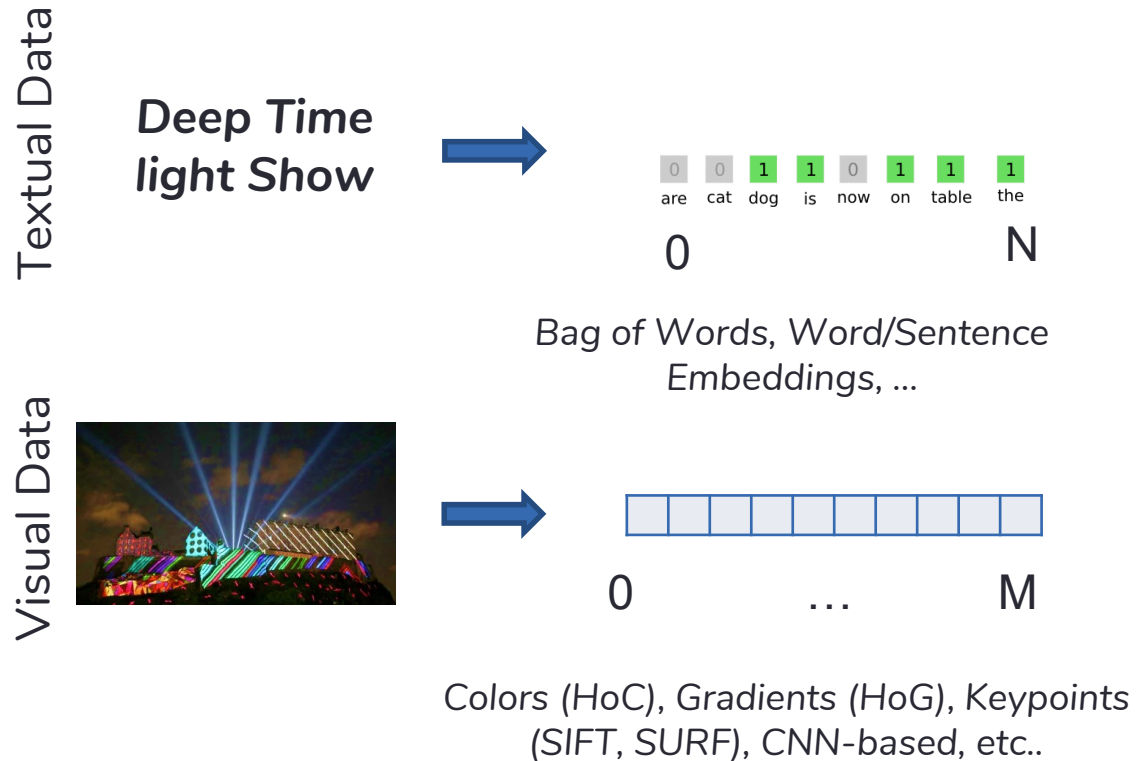 Textual Data
Deep Time
light Show
0 0 1 1 0 1 1 1
are cat dog is now on table the
0 N
Bag of Words, Word/Sentence
Embeddings, ...
Visual Data
0 ... M
Colors (HoC), Gradients (HoG), Keypoints
(SIFT, SURF), CNN-based, etc..